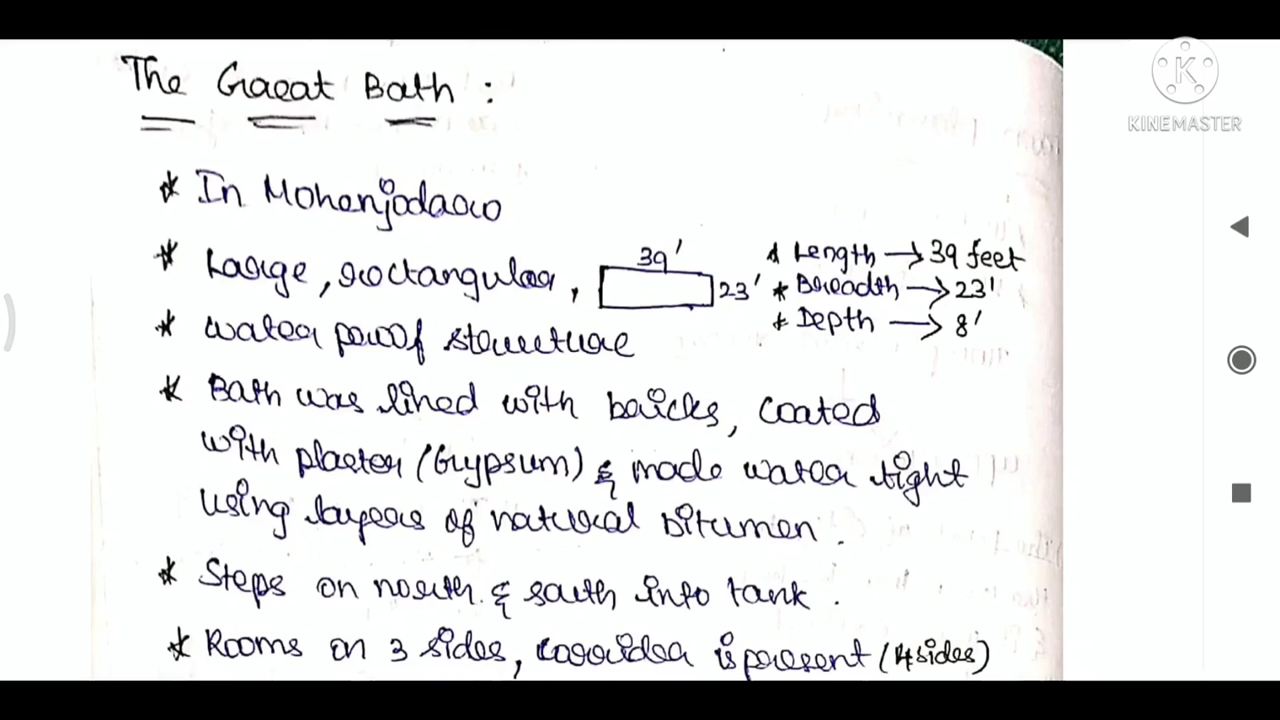 The Great Bath :
KINEMASTER
* In Mohenjodaro
* Large, rectangular, 39' 23'
* Length → 39 feet
* Breadth → 23'
* Depth → 8'
* water proof structure
* Bath was lined with bricks, coated
with plaster (Gypsum) & made water tight
using layers of natural bitumen.
* Steps on north & south into tank.
* Rooms on 3 sides, corridor is present (4 sides)